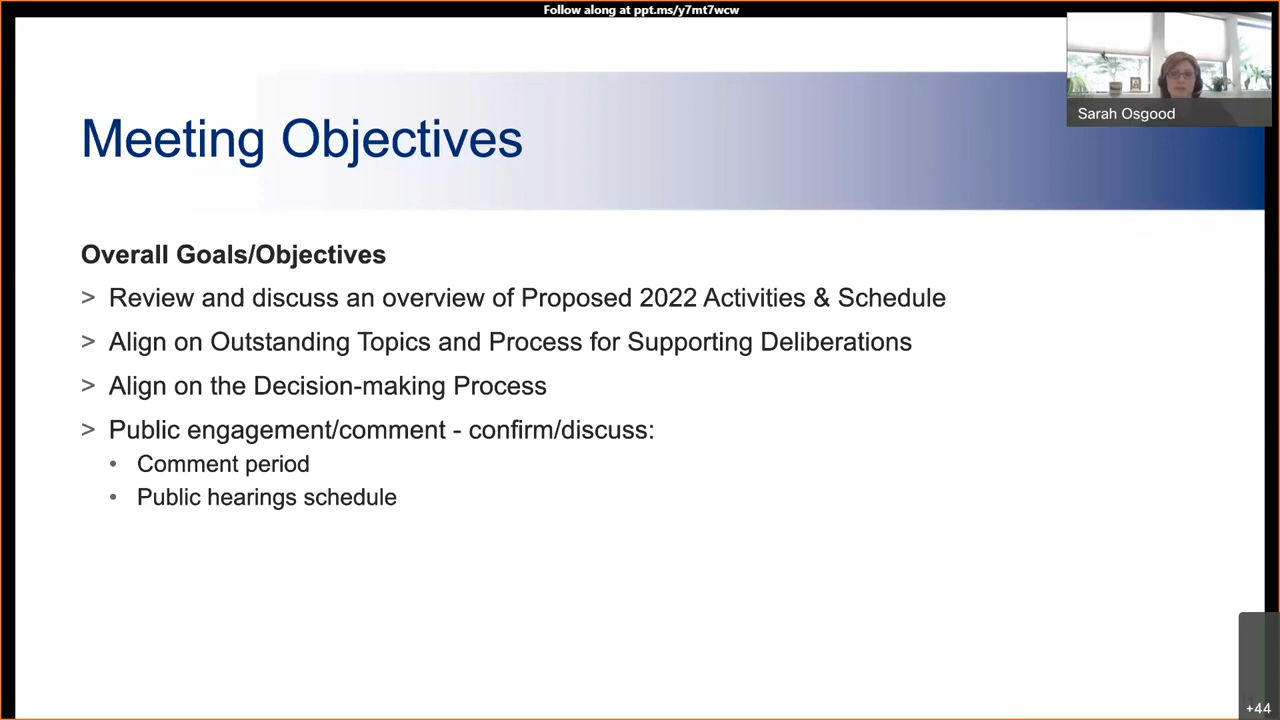 Follow along at ppt.ms/y7mt7wcw
Sarah Osgood
Meeting Objectives
Overall Goals/Objectives
> Review and discuss an overview of Proposed 2022 Activities & Schedule
> Align on Outstanding Topics and Process for Supporting Deliberations
> Align on the Decision-making Process
> Public engagement/comment - confirm/discuss:
• Comment period
• Public hearings schedule
+44